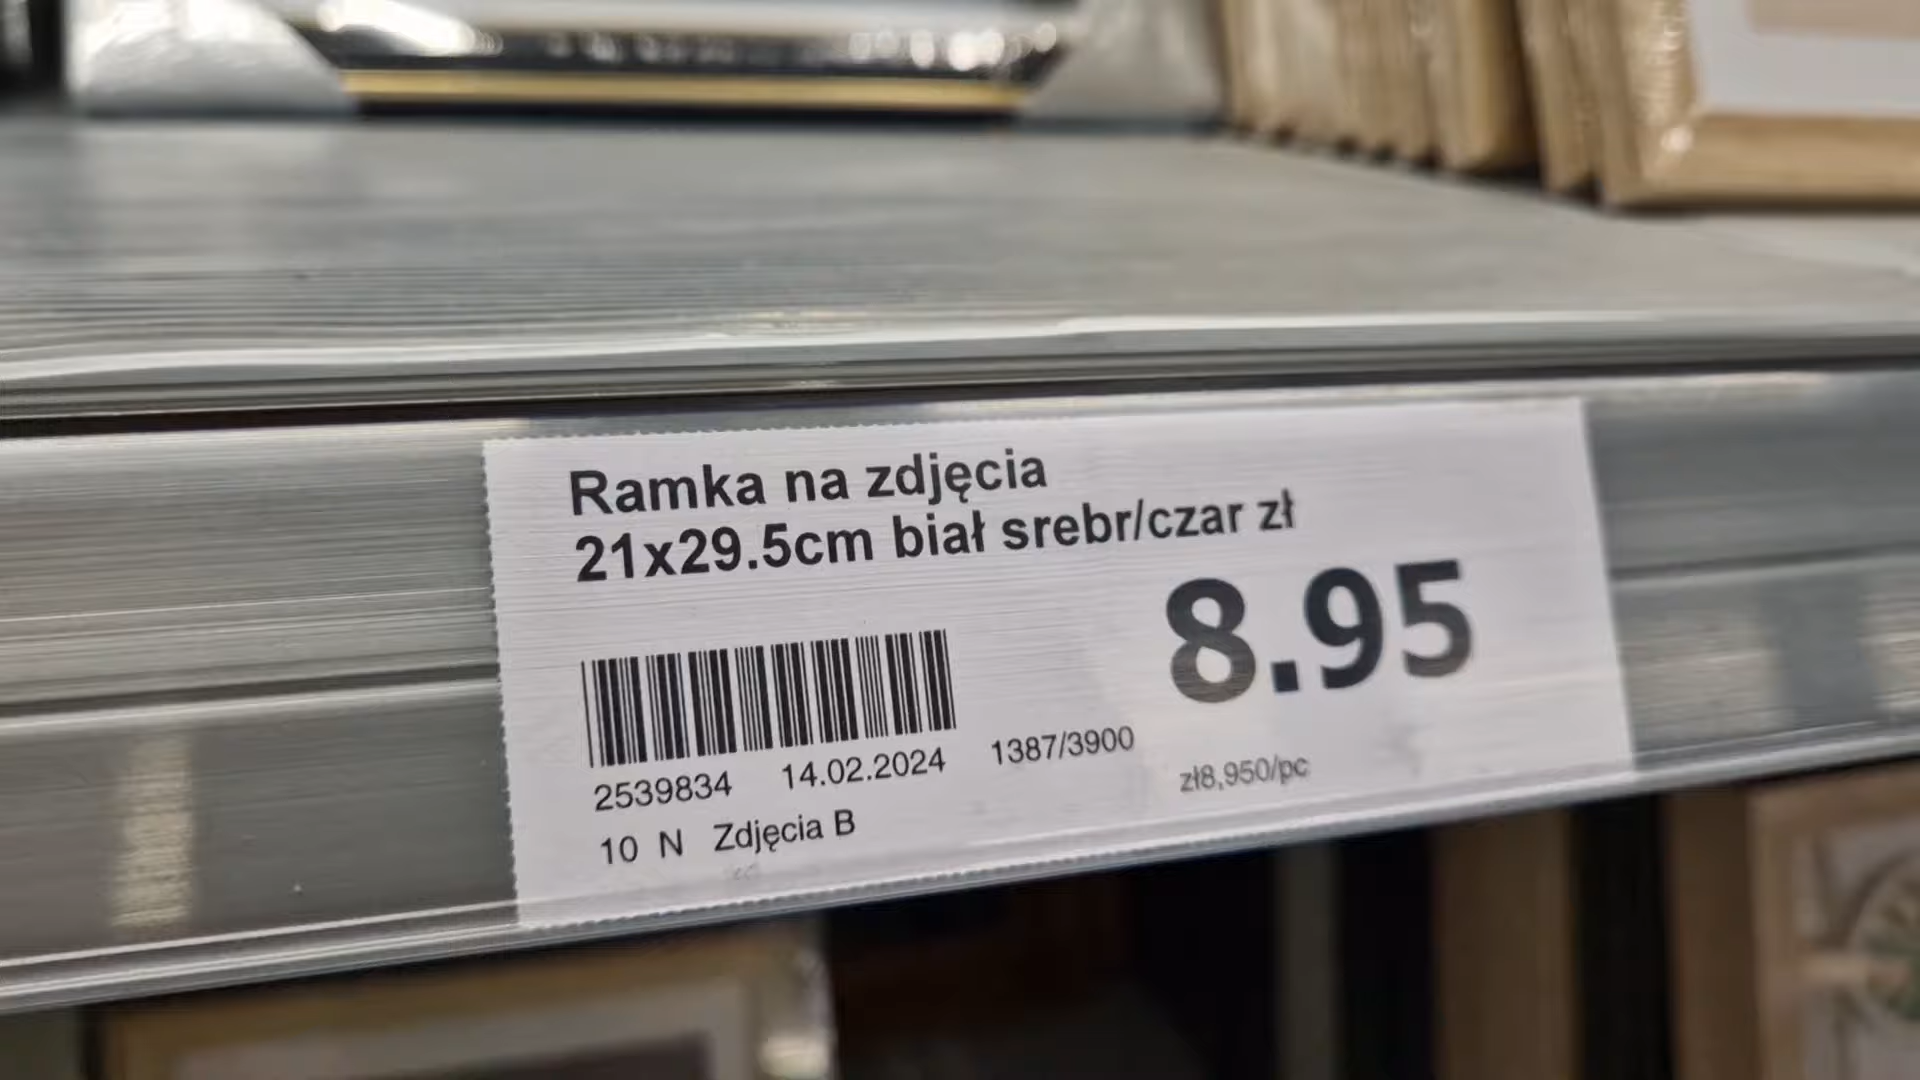 Ramka na zdjęcia
21x29.5cm biał srebr/czar zł
8.95
2539834 14.02.2024 1387/3900
zł8,950/pc
10 N Zdjęcia B